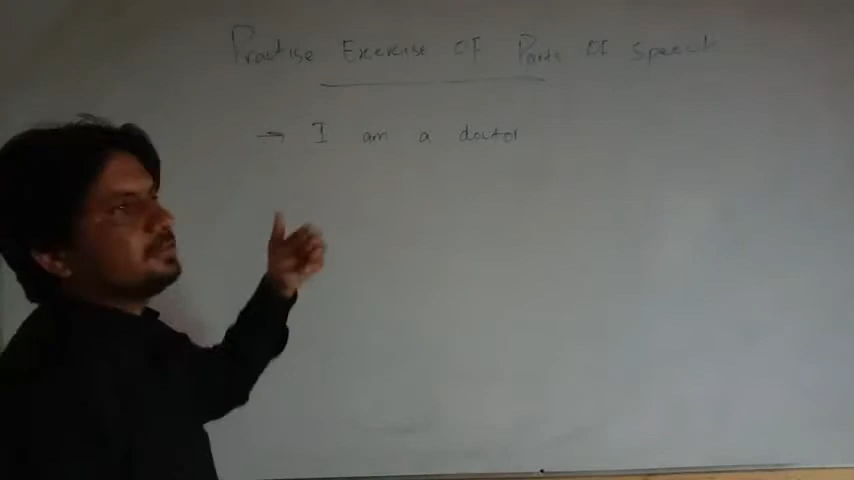 Practise Exercise of Parts of speech
→ I am a doctor